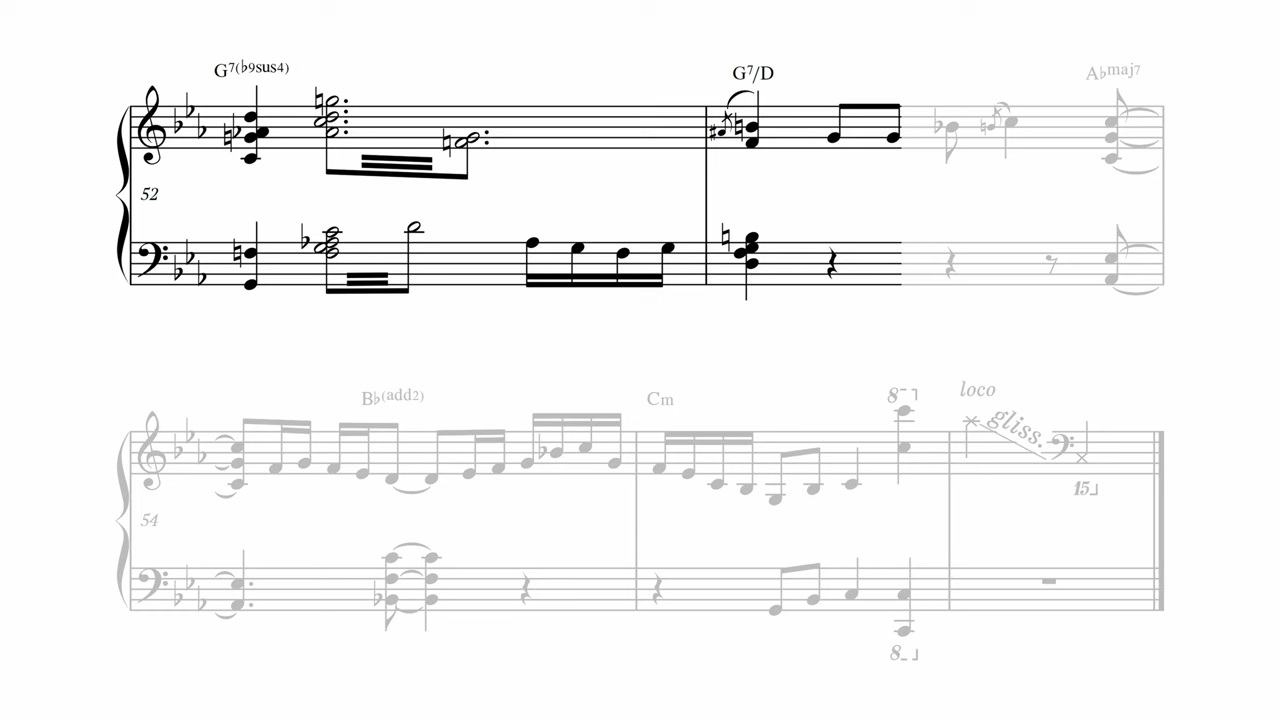 G7(♭9sus4) G7/D A♭maj7
52
B♭(add2) Cm 8 loco
gliss.
15
54
8